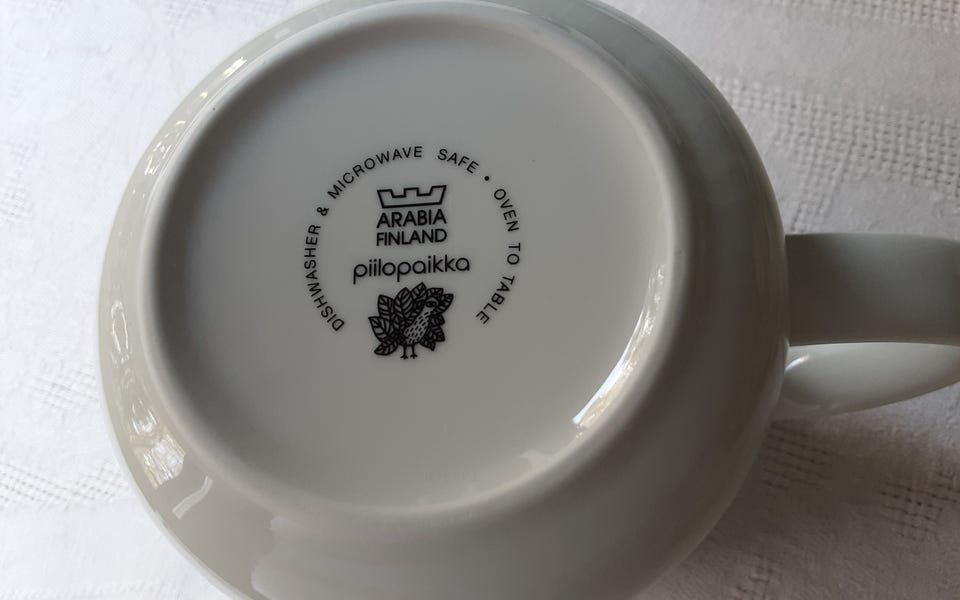 DISHWASHER & MICROWAVE SAFE • OVEN TO TABLE
ARABIA
FINLAND
piilopaikka